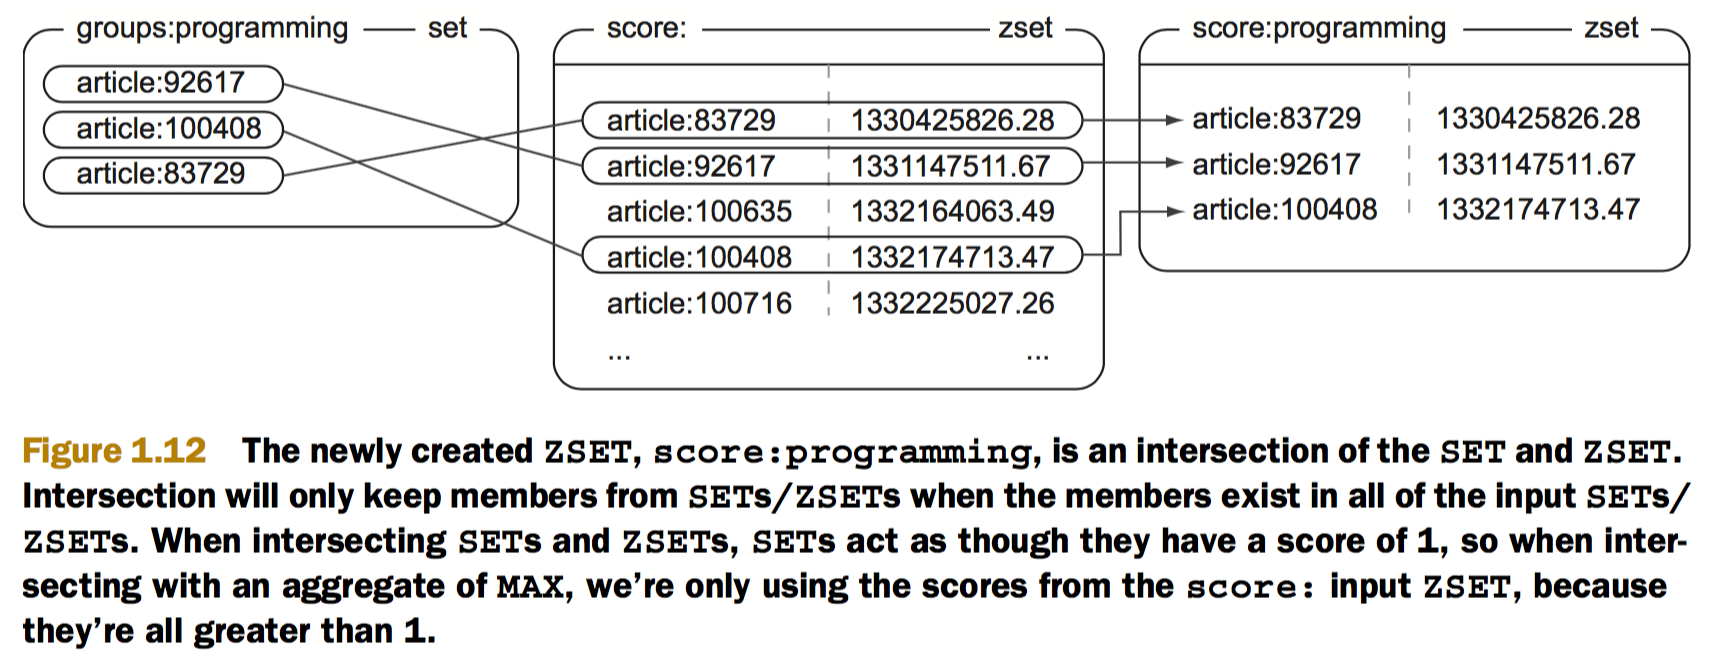 groups:programming set
article:92617
article:100408
article:83729
score: zset
article:83729 1330425826.28
article:92617 1331147511.67
article:100635 1332164063.49
article:100408 1332174713.47
article:100716 1332225027.26
... ...
score:programming zset
article:83729 1330425826.28
article:92617 1331147511.67
article:100408 1332174713.47
Figure 1.12 The newly created ZSET, score:programming, is an intersection of the SET and ZSET.
Intersection will only keep members from SETs/ZSETs when the members exist in all of the input SETs/
ZSETs. When intersecting SETs and ZSETs, SETs act as though they have a score of 1, so when inter-
secting with an aggregate of MAX, we’re only using the scores from the score: input ZSET, because
they’re all greater than 1.